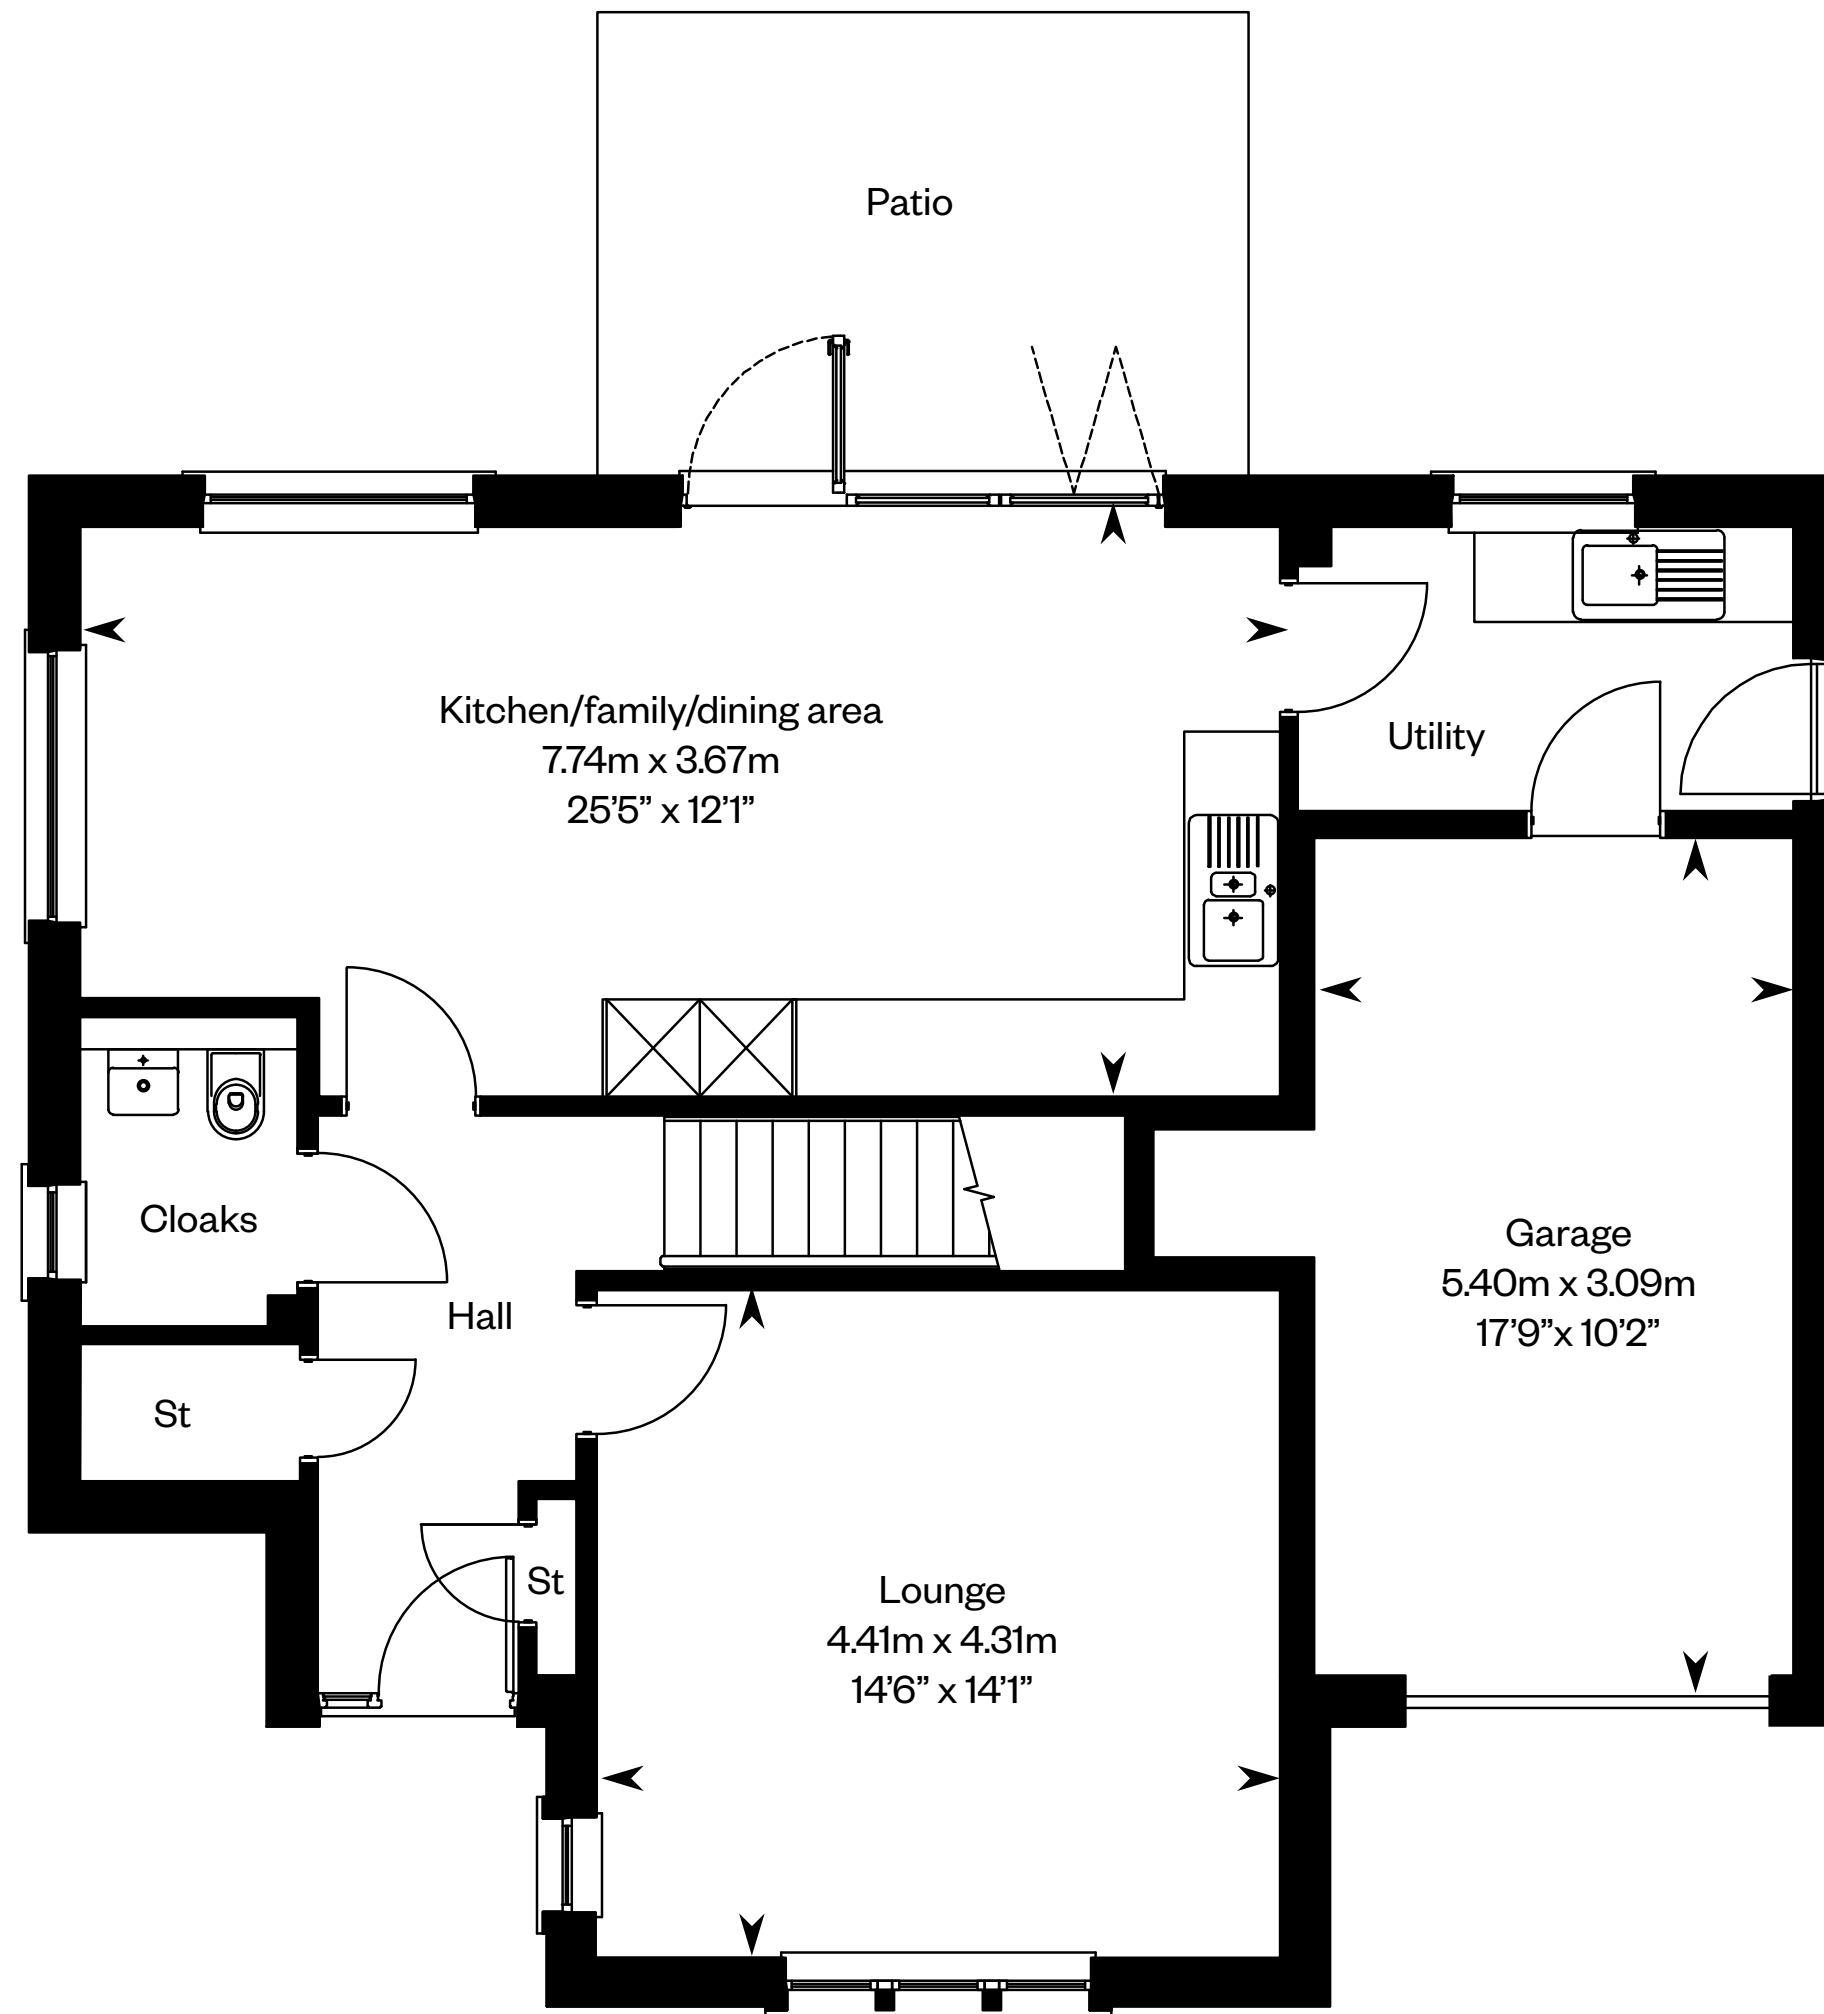 Patio
Kitchen/family/dining area
7.74m x 3.67m
25'5” x 12'1”
Utility
Cloaks
Hall
St
St
Lounge
4.41m x 4.31m
14'6” x 14'1”
Garage
5.40m x 3.09m
17'9”x 10'2”